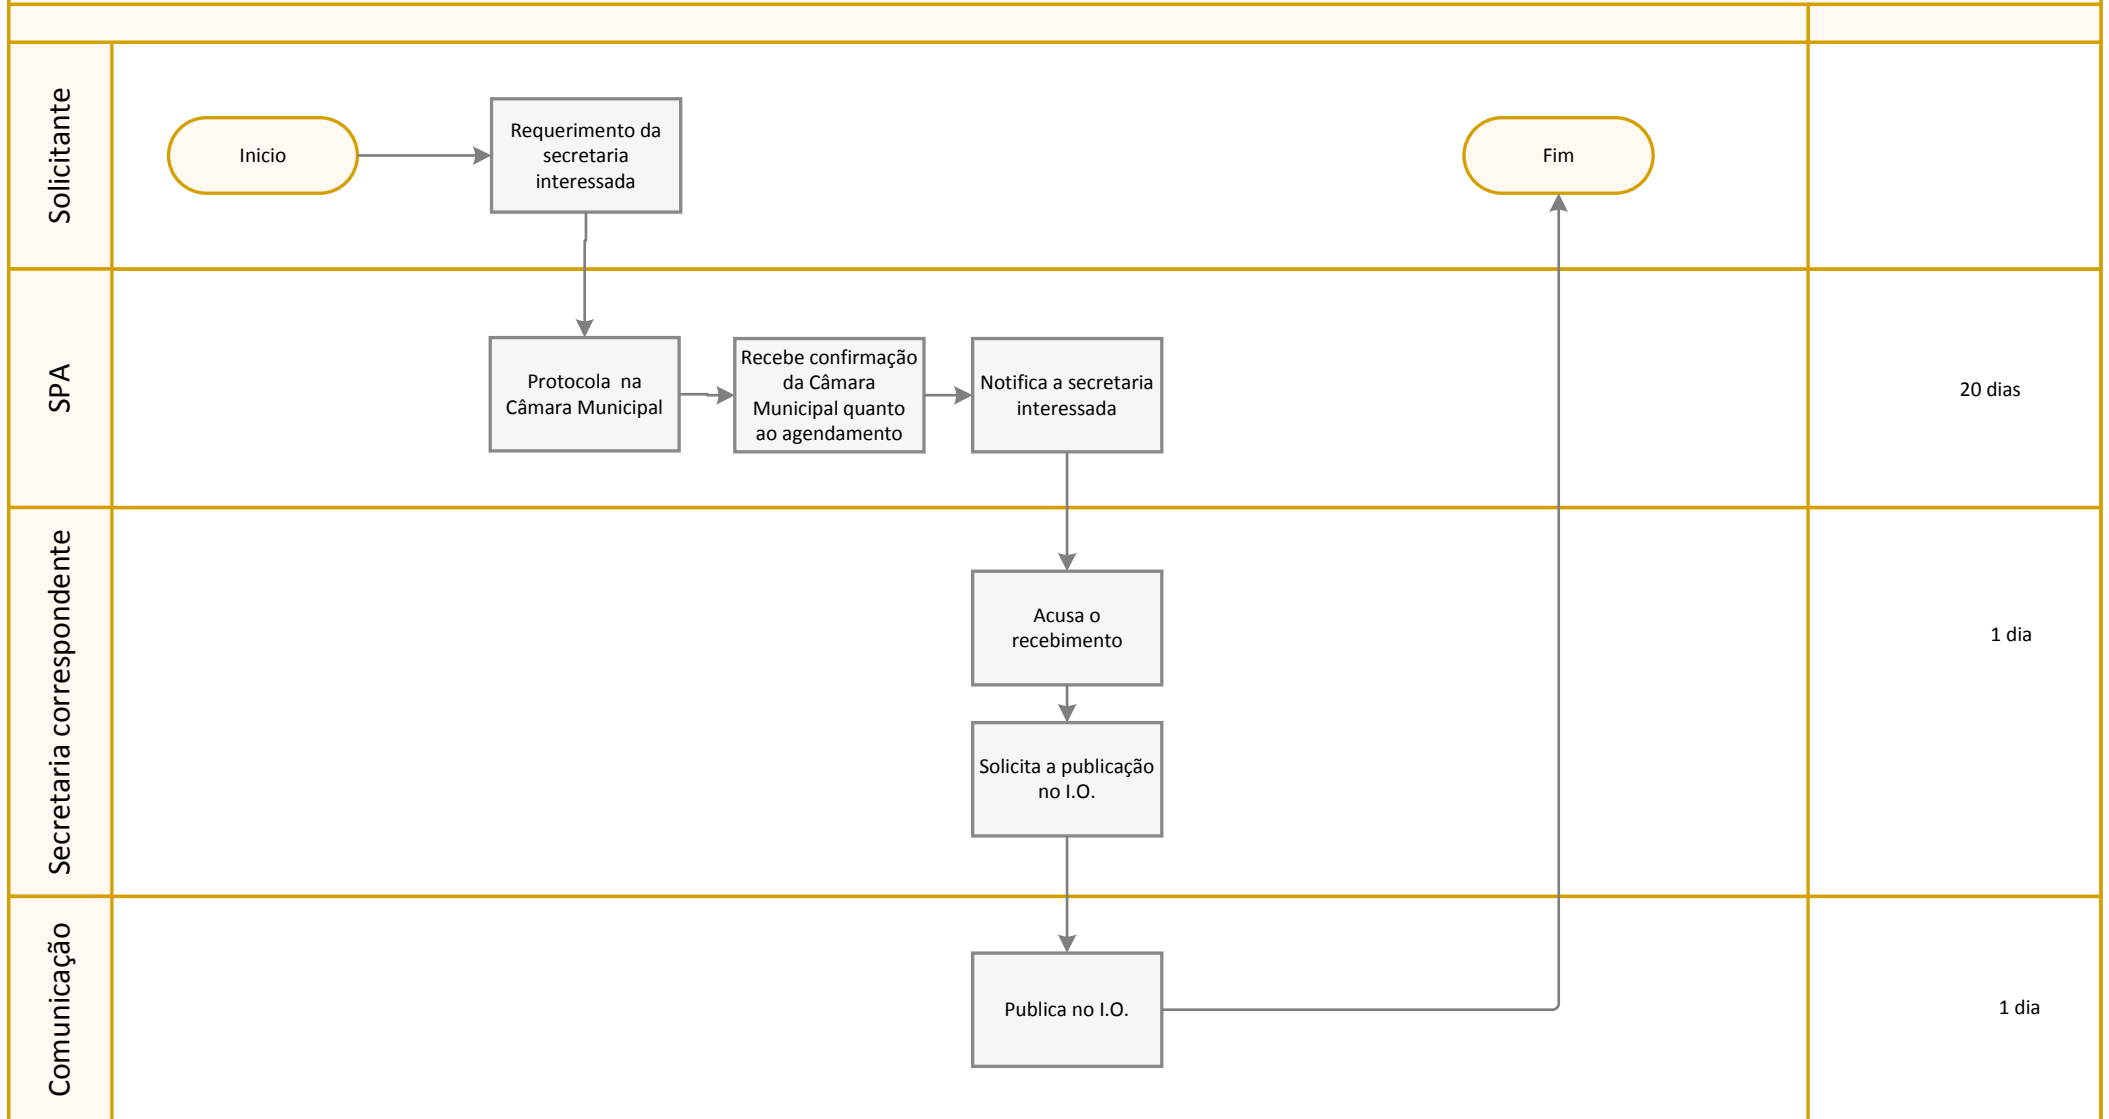 Solicitante
Inicio
Requerimento da
secretaria
interessada
Fim
SPA
Protocola na
Câmara Municipal
Recebe confirmação
da Câmara
Municipal quanto
ao agendamento
Notifica a secretaria
interessada
20 dias
Secretaria correspondente
Acusa o
recebimento
1 dia
Solicita a publicação
no I.O.
Comunicação
Publica no I.O.
1 dia